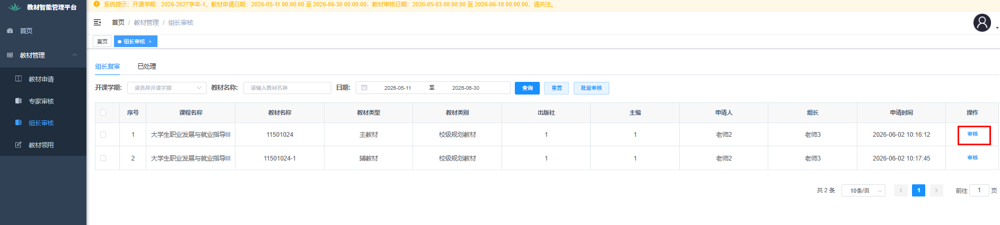 教材智能管理平台
系统提示：开课学期：2026-2027学年-1，教材申请日期：2026-05-11 00:00:00 至 2026-06-30 00:00:00，教材审核日期：2026-05-03 00:00:00 至 2026-06-10 00:00:00，请关注。
首页 / 教材管理 / 组长审核
首页
首页 组长审核 ×
教材管理
教材申请
专家审核
组长审核
教材领用
组长复审 已处理
开课学期: 请选择开课学期 教材名称: 请输入教材名称 日期: 2026-05-11 至 2026-06-30 查询 重置 批量审核
序号 课程名称 教材名称 教材类型 教材类别 出版社 主编 申请人 组长 申请时间 操作
1 大学生职业发展与就业指导III 11501024 主教材 校级规划教材 1 1 老师2 老师3 2026-06-02 10:16:12 审核
2 大学生职业发展与就业指导III 11501024-1 辅教材 校级规划教材 1 1 老师2 老师3 2026-06-02 10:17:45 审核
共 2 条 10条/页 < 1 > 前往 1 页